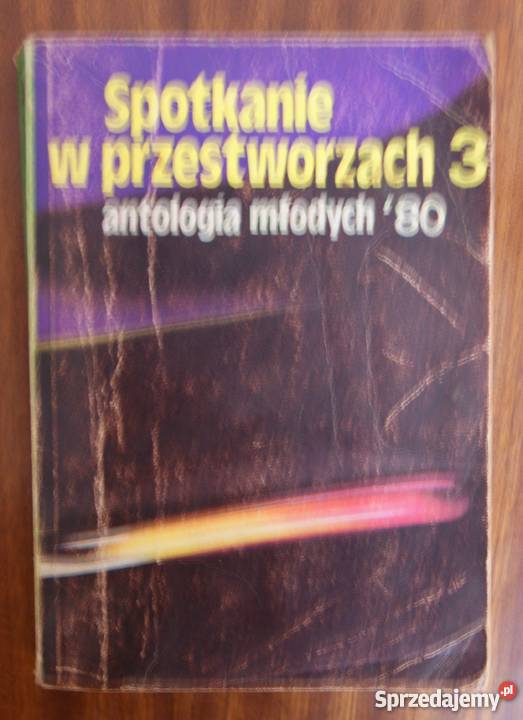 Spotkanie
w przestworzach 3
antologia młodych '80
Sprzedajemy.pl